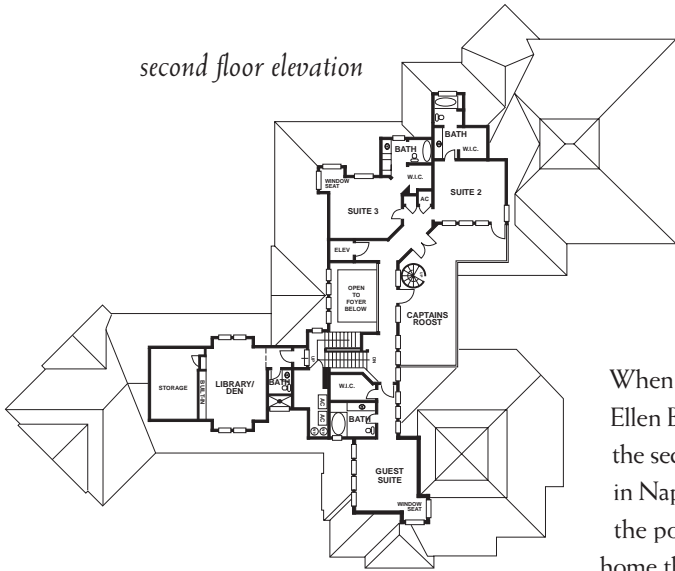 second floor elevation
BATH
W.I.C.
BATH
W.I.C.
WINDOW
SEAT
AC
SUITE 2
SUITE 3
ELEV
OPEN
TO
FOYER
BELOW
CAPTAINS
ROOST
UP
DN
STORAGE
BUILT-IN
LIBRARY/
DEN
BATH
W.I.C.
AC
AC
BATH
GUEST
SUITE
WINDOW
SEAT
When
Ellen B
the sec
in Nap
the po
home th